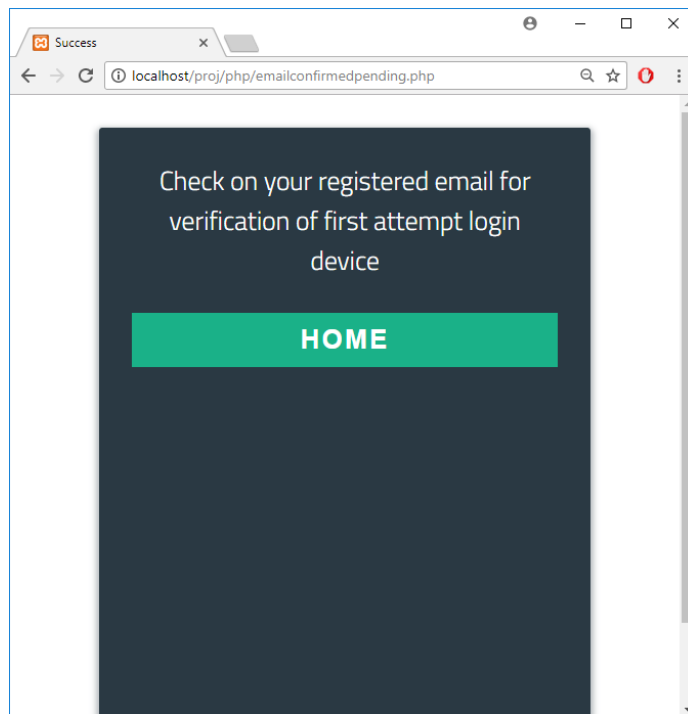 Success
localhost/proj/php/emailconfirmedpending.php
Check on your registered email for
verification of first attempt login
device
HOME